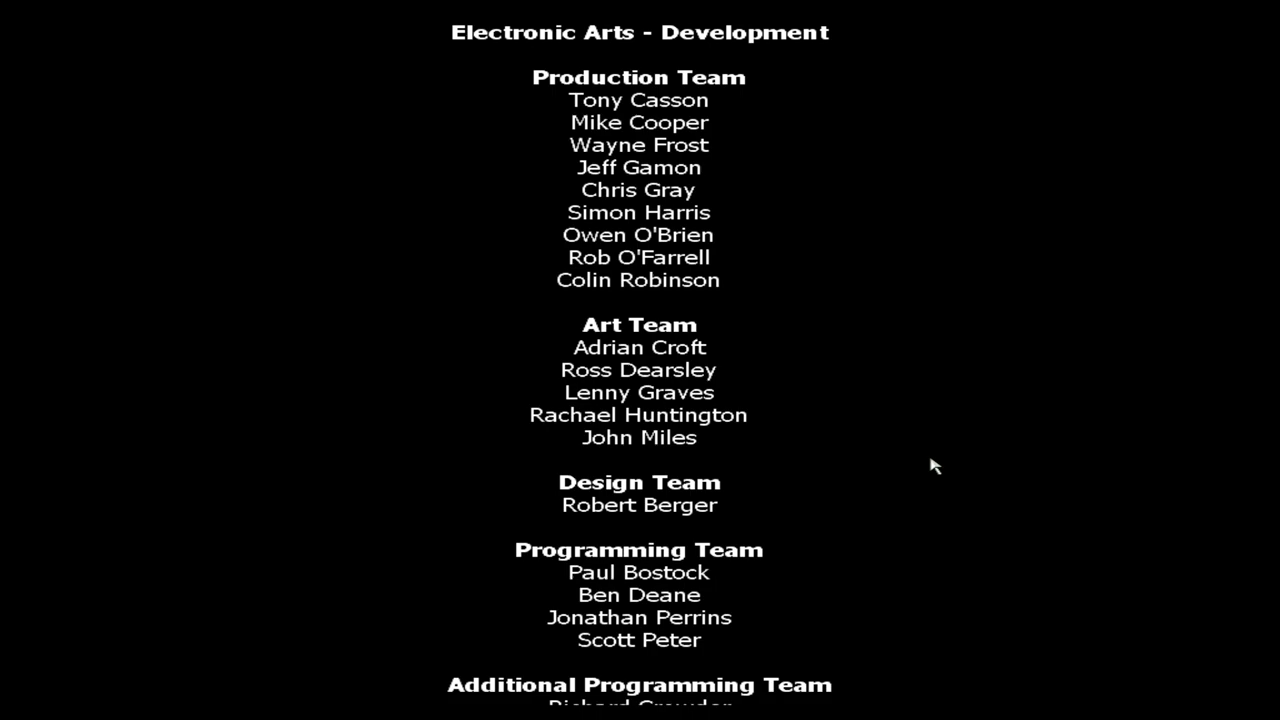 Electronic Arts - Development
Production Team
Tony Casson
Mike Cooper
Wayne Frost
Jeff Gamon
Chris Gray
Simon Harris
Owen O'Brien
Rob O'Farrell
Colin Robinson
Art Team
Adrian Croft
Ross Dearsley
Lenny Graves
Rachael Huntington
John Miles
Design Team
Robert Berger
Programming Team
Paul Bostock
Ben Deane
Jonathan Perrins
Scott Peter
Additional Programming Team
Richard